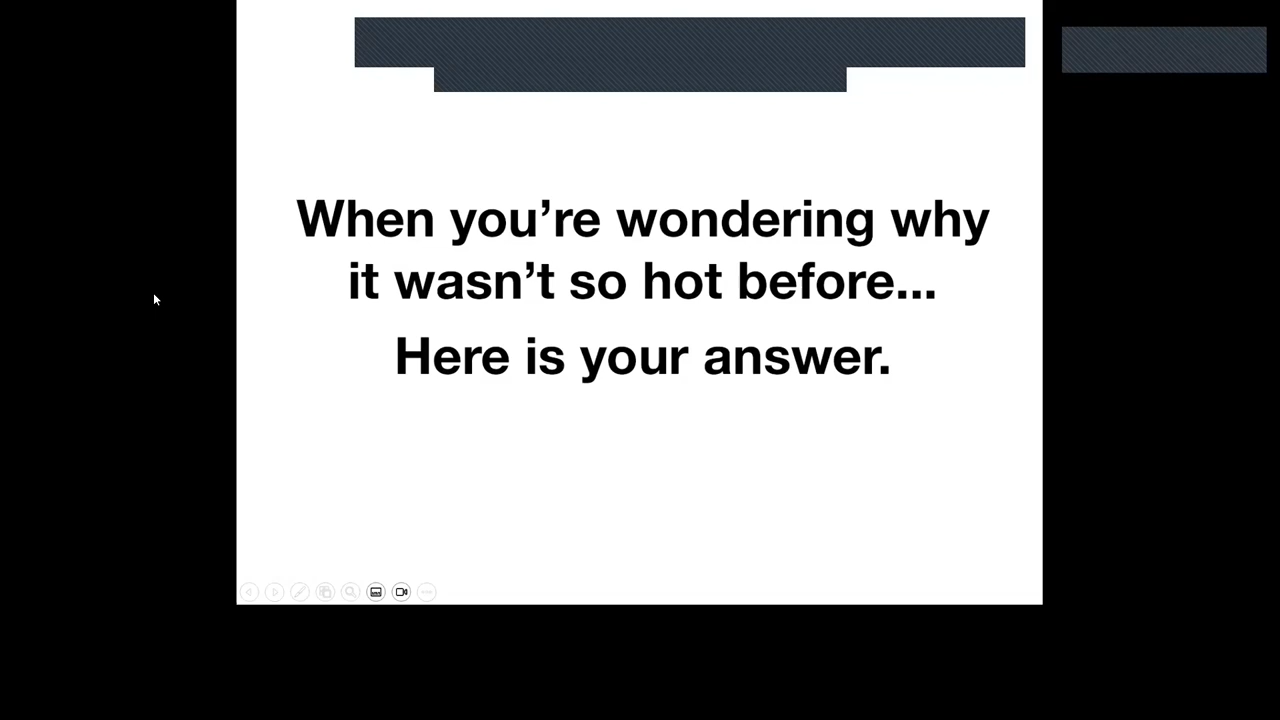 When you’re wondering why
it wasn’t so hot before...
Here is your answer.